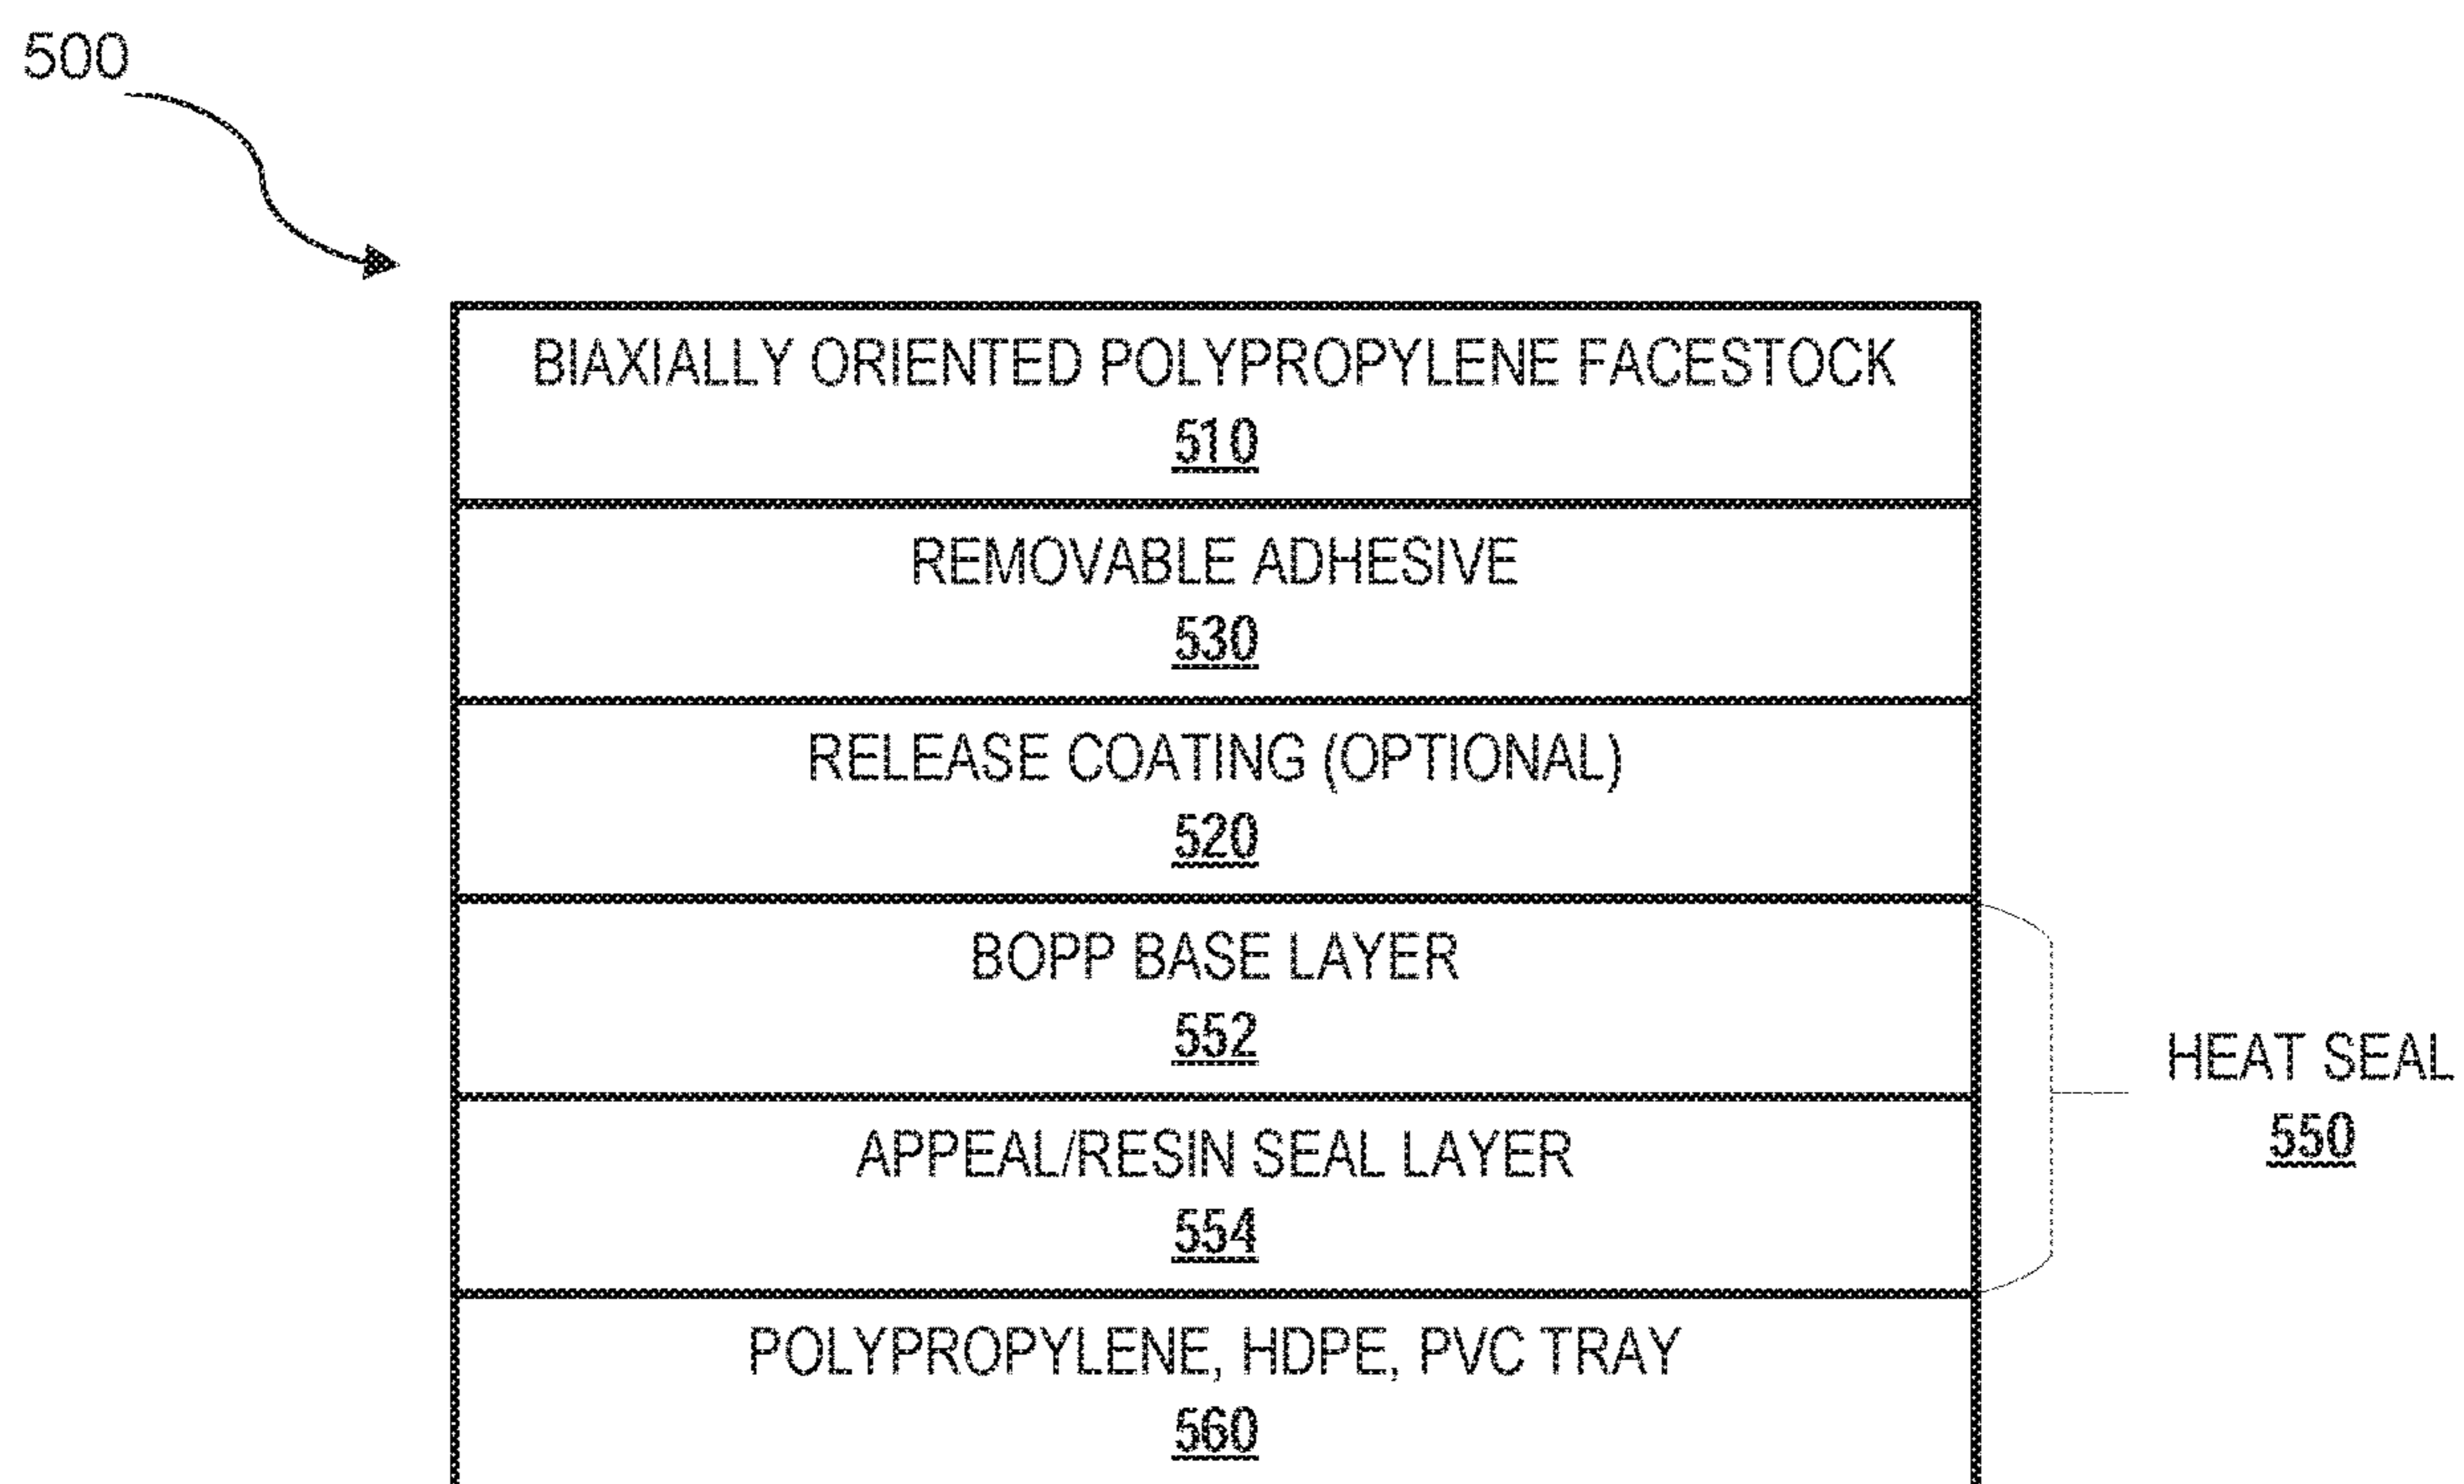 500
BIAXIALLY ORIENTED POLYPROPYLENE FACESTOCK
510
REMOVABLE ADHESIVE
530
RELEASE COATING (OPTIONAL)
520
BOPP BASE LAYER
552
HEAT SEAL
550
APPEAL/RESIN SEAL LAYER
554
POLYPROPYLENE, HDPE, PVC TRAY
560